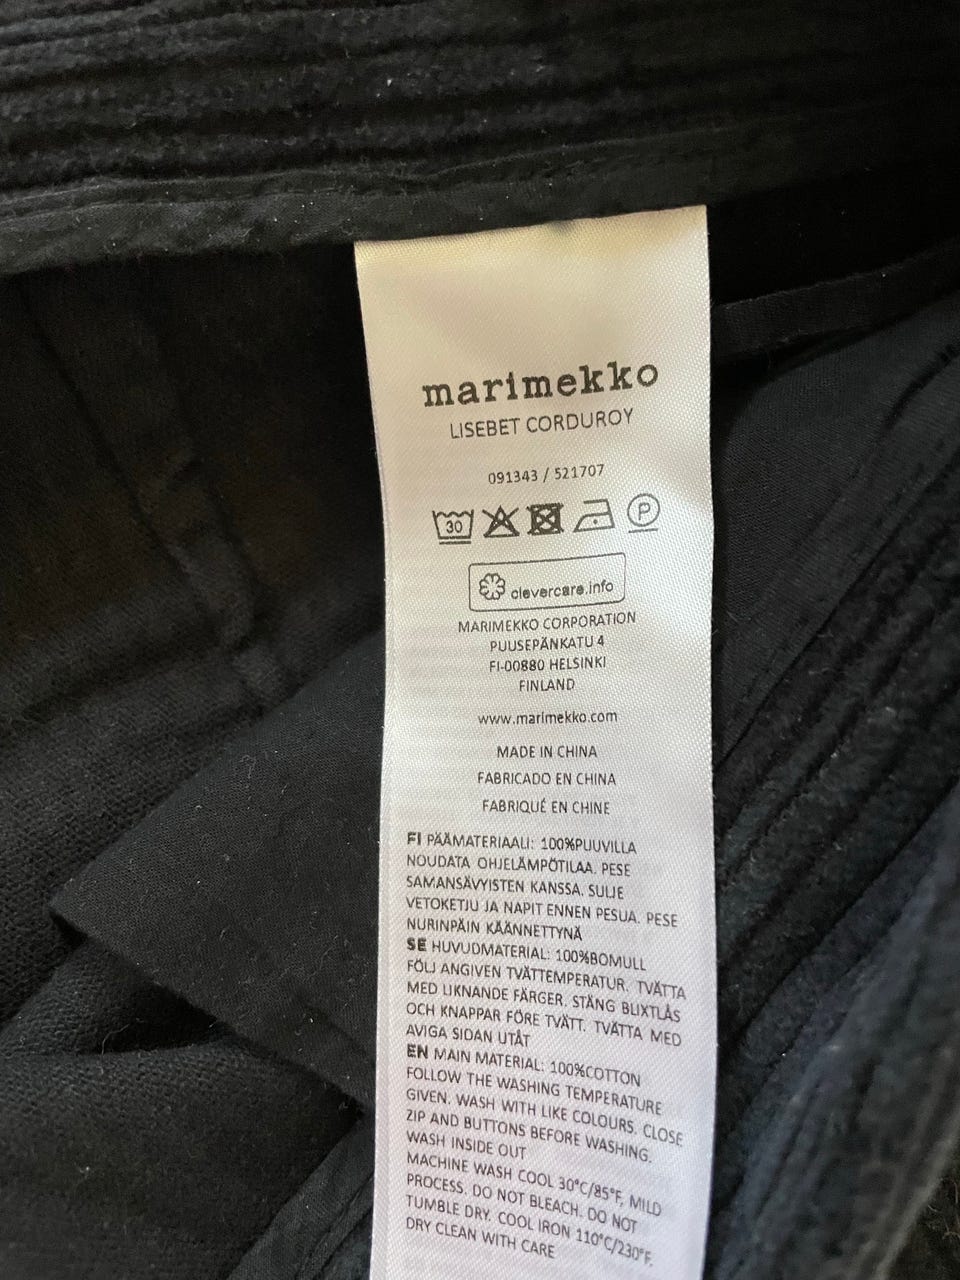 marimekko
LISEBET CORDUROY
091343 / 521707
30 P
clevercare.info
MARIMEKKO CORPORATION
PUUSEPÄNKATU 4
FI-00880 HELSINKI
FINLAND
www.marimekko.com
MADE IN CHINA
FABRICADO EN CHINA
FABRIQUÉ EN CHINE
FI PÄÄMATERIAALI: 100%PUUVILLA
NOUDATA OHJELÄMPÖTILAA. PESE
SAMANSÄVYISTEN KANSSA. SULJE
VETOKETJU JA NAPIT ENNEN PESUA. PESE
NURINPÄIN KÄÄNNETTYNÄ
SE HUVUDMATERIAL: 100%BOMULL
FÖLJ ANGIVEN TVÄTTEMPERATUR. TVÄTTA
MED LIKNANDE FÄRGER. STÄNG BLIXTLÅS
OCH KNAPPAR FÖRE TVÄTT. TVÄTTA MED
AVIGA SIDAN UTÅT
EN MAIN MATERIAL: 100%COTTON
FOLLOW THE WASHING TEMPERATURE
GIVEN. WASH WITH LIKE COLOURS. CLOSE
ZIP AND BUTTONS BEFORE WASHING.
WASH INSIDE OUT
MACHINE WASH COOL 30°C/85°F, MILD
PROCESS. DO NOT BLEACH. DO NOT
TUMBLE DRY. COOL IRON 110°C/230°F.
DRY CLEAN WITH CARE